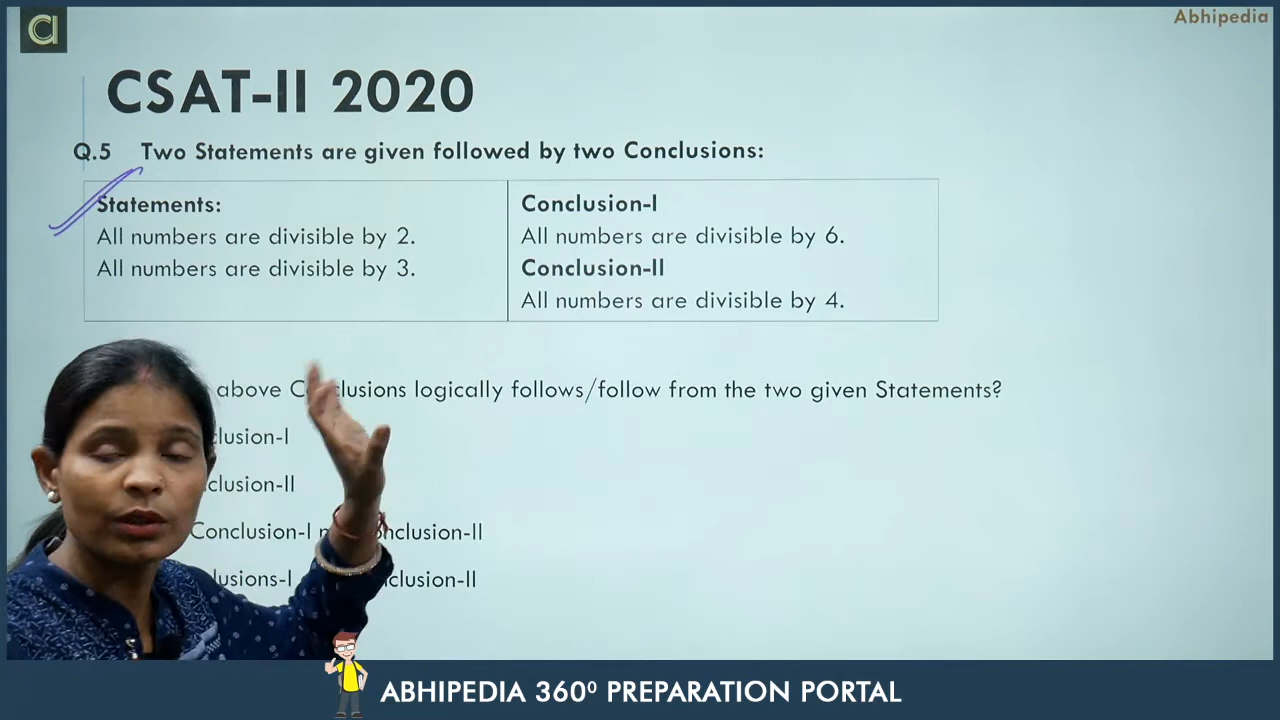 Abhipedia
CSAT-II 2020
Q.5 Two Statements are given followed by two Conclusions:
Statements:
All numbers are divisible by 2.
All numbers are divisible by 3.
Conclusion-I
All numbers are divisible by 6.
Conclusion-II
All numbers are divisible by 4.
above Conclusions logically follows/follow from the two given Statements?
clusion-I
clusion-II
Conclusion-I n onclusion-II
lusions-I clusion-II
ABHIPEDIA 360⁰ PREPARATION PORTAL